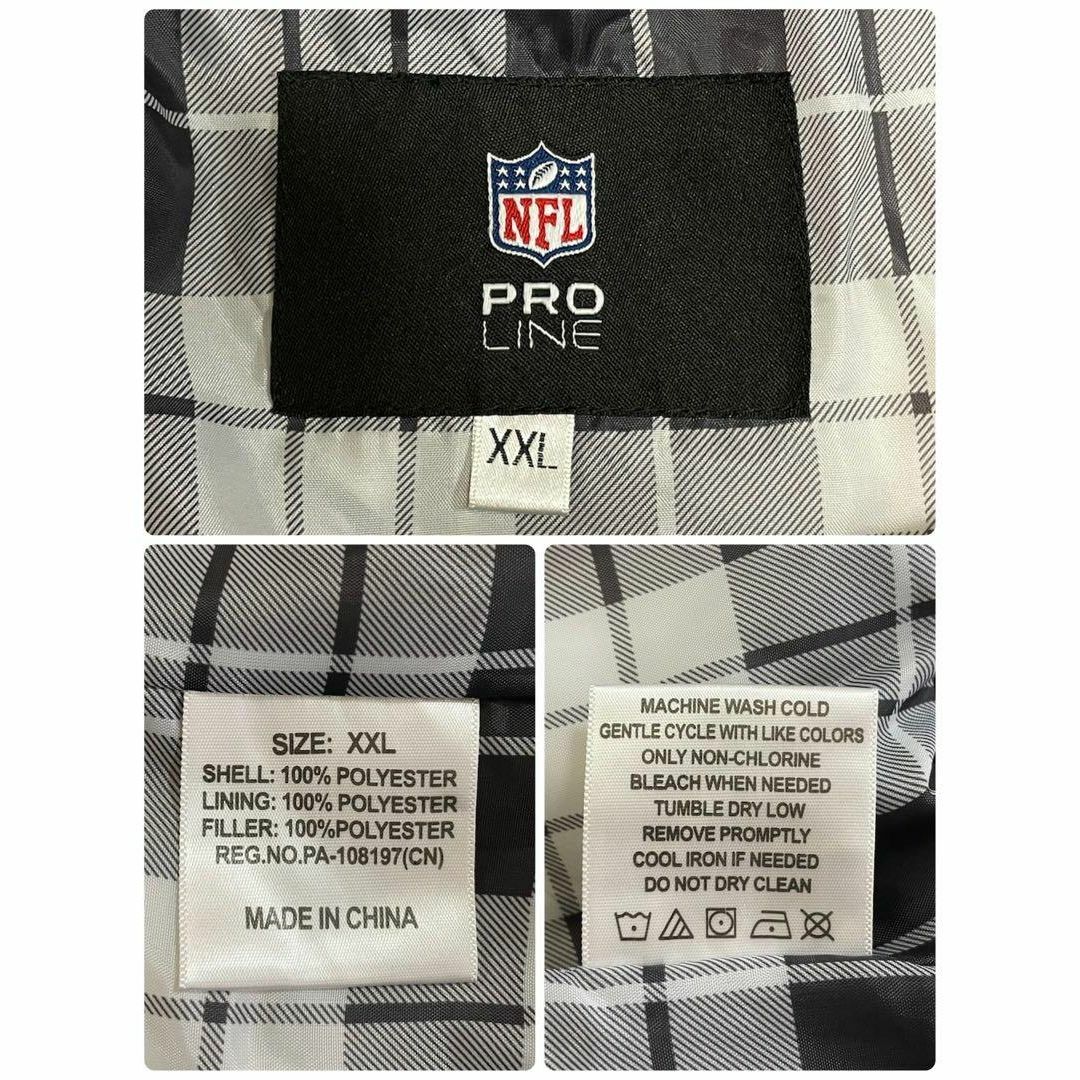 NFL
PRO
LINE
XXL
SIZE: XXL
SHELL: 100% POLYESTER
LINING: 100% POLYESTER
FILLER: 100%POLYESTER
REG.NO.PA-108197(CN)
MADE IN CHINA
MACHINE WASH COLD
GENTLE CYCLE WITH LIKE COLORS
ONLY NON-CHLORINE
BLEACH WHEN NEEDED
TUMBLE DRY LOW
REMOVE PROMPTLY
COOL IRON IF NEEDED
DO NOT DRY CLEAN